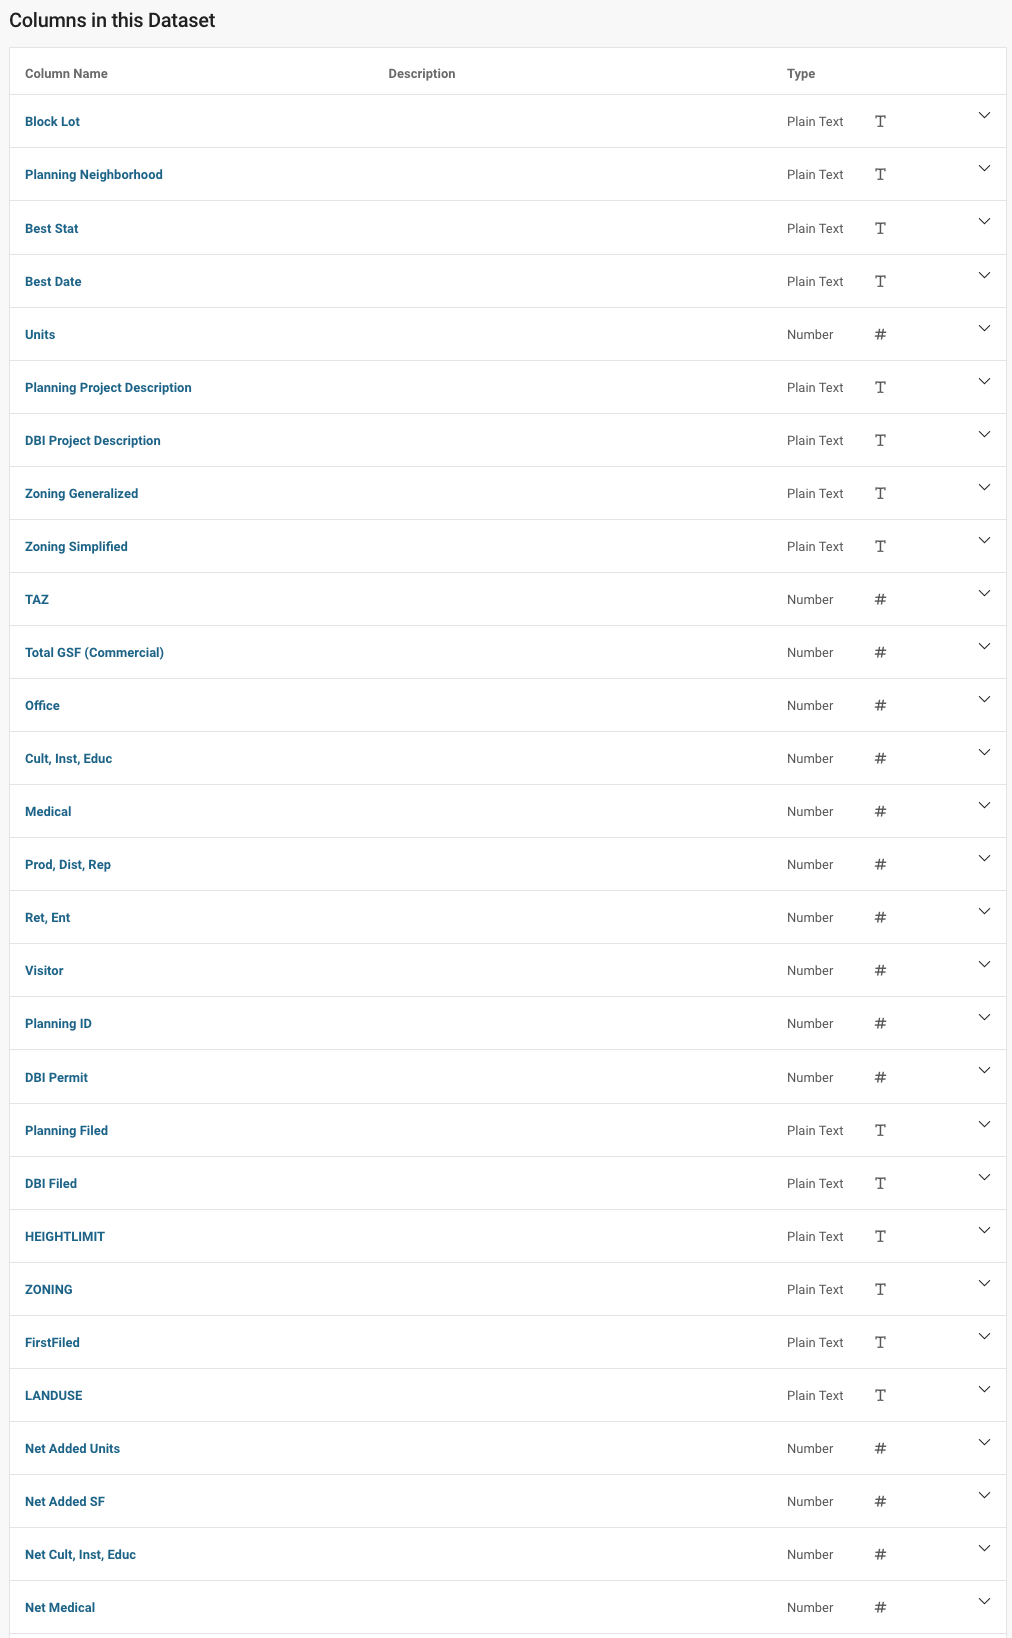 Columns in this Dataset
Column Name Description Type
Block Lot Plain Text
Planning Neighborhood Plain Text
Best Stat Plain Text
Best Date Plain Text
Units Number #
Planning Project Description Plain Text
DBI Project Description Plain Text
Zoning Generalized Plain Text
Zoning Simplified Plain Text
TAZ Number #
Total GSF (Commercial) Number #
Office Number #
Cult, Inst, Educ Number #
Medical Number #
Prod, Dist, Rep Number #
Ret, Ent Number #
Visitor Number #
Planning ID Number #
DBI Permit Number #
Planning Filed Plain Text
DBI Filed Plain Text
HEIGHTLIMIT Plain Text
ZONING Plain Text
FirstFiled Plain Text
LANDUSE Plain Text
Net Added Units Number #
Net Added SF Number #
Net Cult, Inst, Educ Number #
Net Medical Number #